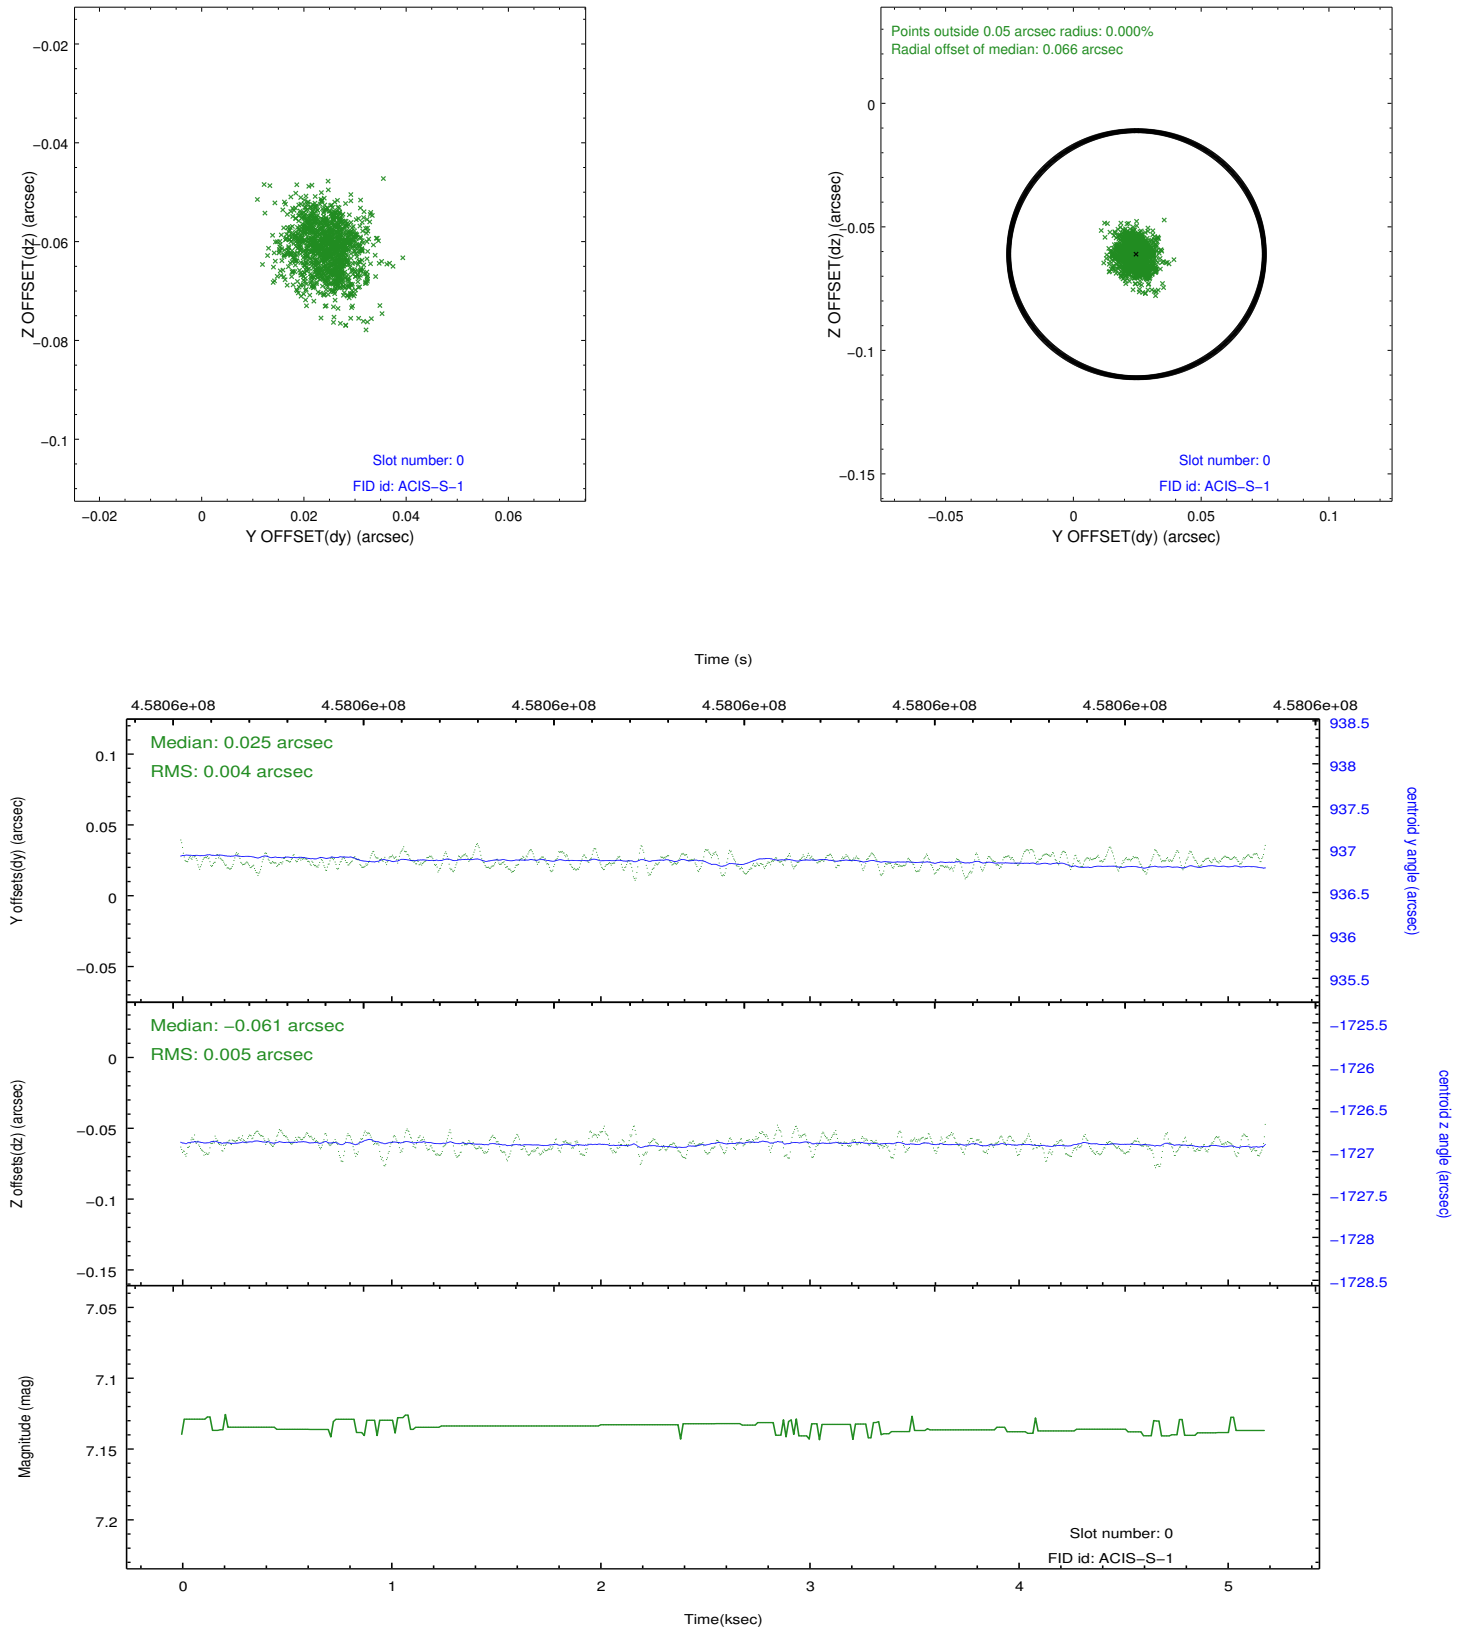 −0.02
−0.04
−0.06
−0.08
−0.1
Z OFFSET(dz) (arcsec)
Slot number: 0
FID id: ACIS−S−1
−0.02 0 0.02 0.04 0.06
Y OFFSET(dy) (arcsec)
Points outside 0.05 arcsec radius: 0.000%
Radial offset of median: 0.066 arcsec
0
−0.05
−0.1
−0.15
Z OFFSET(dz) (arcsec)
Slot number: 0
FID id: ACIS−S−1
−0.05 0 0.05 0.1
Y OFFSET(dy) (arcsec)
Time (s)
4.5806e+08 4.5806e+08 4.5806e+08 4.5806e+08 4.5806e+08 4.5806e+08 4.5806e+08
Median: 0.025 arcsec
RMS: 0.004 arcsec
0.1
0.05
0
−0.05
Y offsets(dy) (arcsec)
938.5
938
937.5
937
936.5
936
935.5
centroid y angle (arcsec)
Median: −0.061 arcsec
RMS: 0.005 arcsec
0
−0.05
−0.1
−0.15
Z offsets(dz) (arcsec)
−1725.5
−1726
−1726.5
−1727
−1727.5
−1728
−1728.5
centroid z angle (arcsec)
7.05
7.1
7.15
7.2
Magnitude (mag)
Slot number: 0
FID id: ACIS−S−1
0 1 2 3 4 5
Time(ksec)